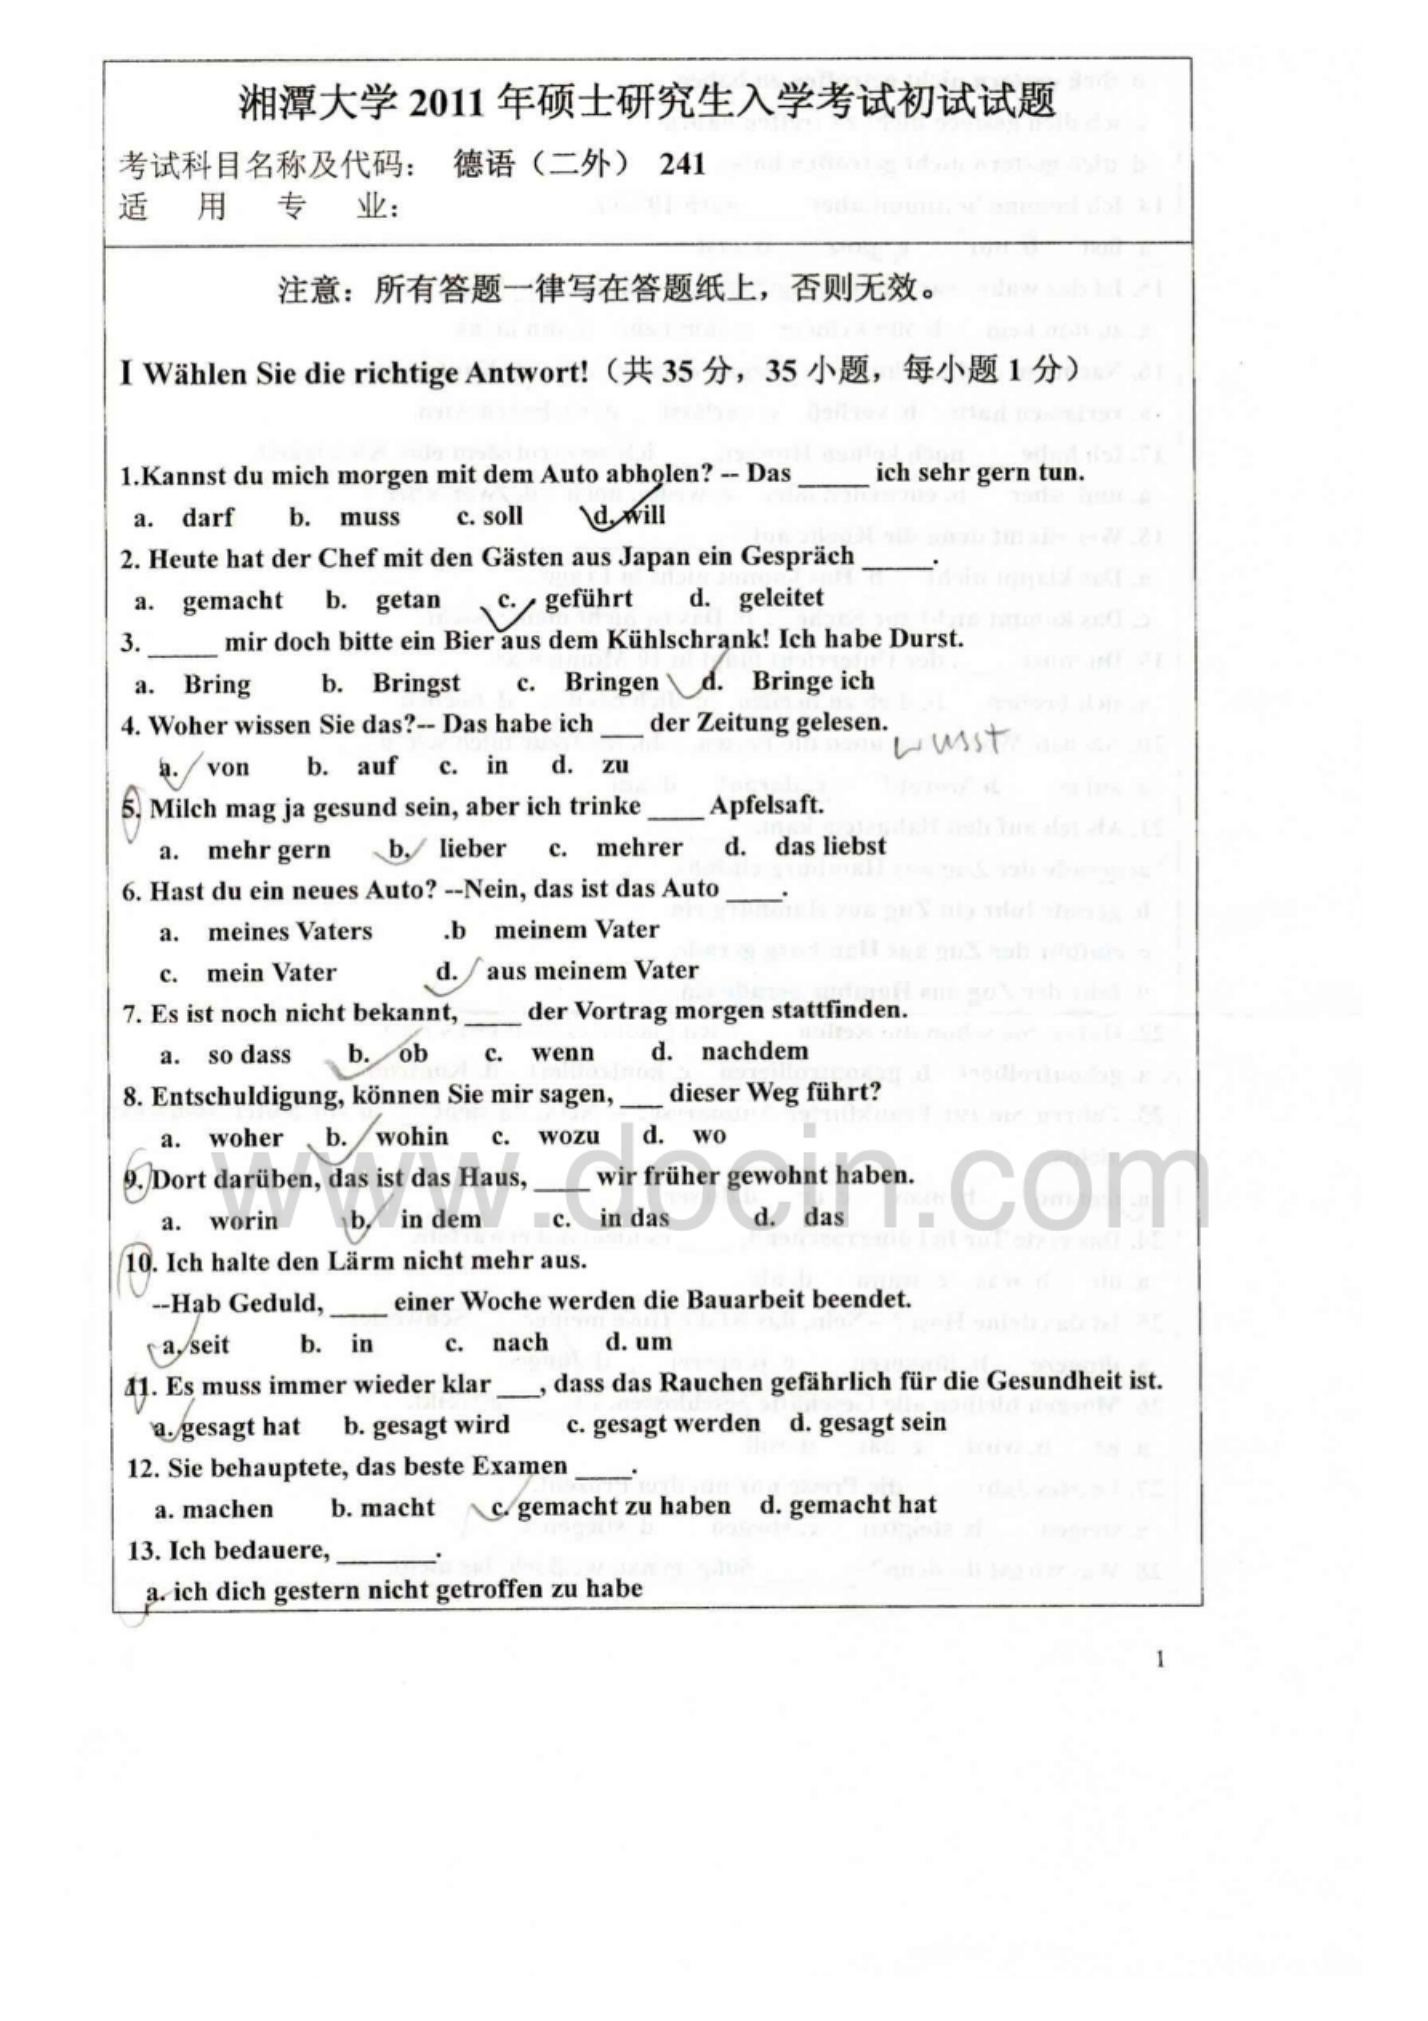 湘潭大学 2011 年硕士研究生入学考试初试试题
考试科目名称及代码： 德语（二外） 241
适 用 专 业：
注意：所有答题一律写在答题纸上，否则无效。
I Wählen Sie die richtige Antwort!（共 35 分，35 小题，每小题 1 分）
1.Kannst du mich morgen mit dem Auto abholen? -- Das _____ ich sehr gern tun.
a. darf b. muss c. soll d. will
2. Heute hat der Chef mit den Gästen aus Japan ein Gespräch _____.
a. gemacht b. getan c. geführt d. geleitet
3. _____ mir doch bitte ein Bier aus dem Kühlschrank! Ich habe Durst.
a. Bring b. Bringst c. Bringen d. Bringe ich
4. Woher wissen Sie das?-- Das habe ich ___ der Zeitung gelesen.
wusst
a. von b. auf c. in d. zu
5. Milch mag ja gesund sein, aber ich trinke ____ Apfelsaft.
a. mehr gern b. lieber c. mehrer d. das liebst
6. Hast du ein neues Auto? --Nein, das ist das Auto ____.
a. meines Vaters .b meinem Vater
c. mein Vater d. aus meinem Vater
7. Es ist noch nicht bekannt, ____ der Vortrag morgen stattfinden.
a. so dass b. ob c. wenn d. nachdem
8. Entschuldigung, können Sie mir sagen, ___ dieser Weg führt?
a. woher b. wohin c. wozu d. wo
www.docin.com
9. Dort darüben, das ist das Haus, ____ wir früher gewohnt haben.
a. worin b. in dem c. in das d. das
10. Ich halte den Lärm nicht mehr aus.
--Hab Geduld, ____ einer Woche werden die Bauarbeit beendet.
a. seit b. in c. nach d. um
11. Es muss immer wieder klar ___, dass das Rauchen gefährlich für die Gesundheit ist.
a. gesagt hat b. gesagt wird c. gesagt werden d. gesagt sein
12. Sie behauptete, das beste Examen ____.
a. machen b. macht c. gemacht zu haben d. gemacht hat
13. Ich bedauere, _______.
a. ich dich gestern nicht getroffen zu habe
1